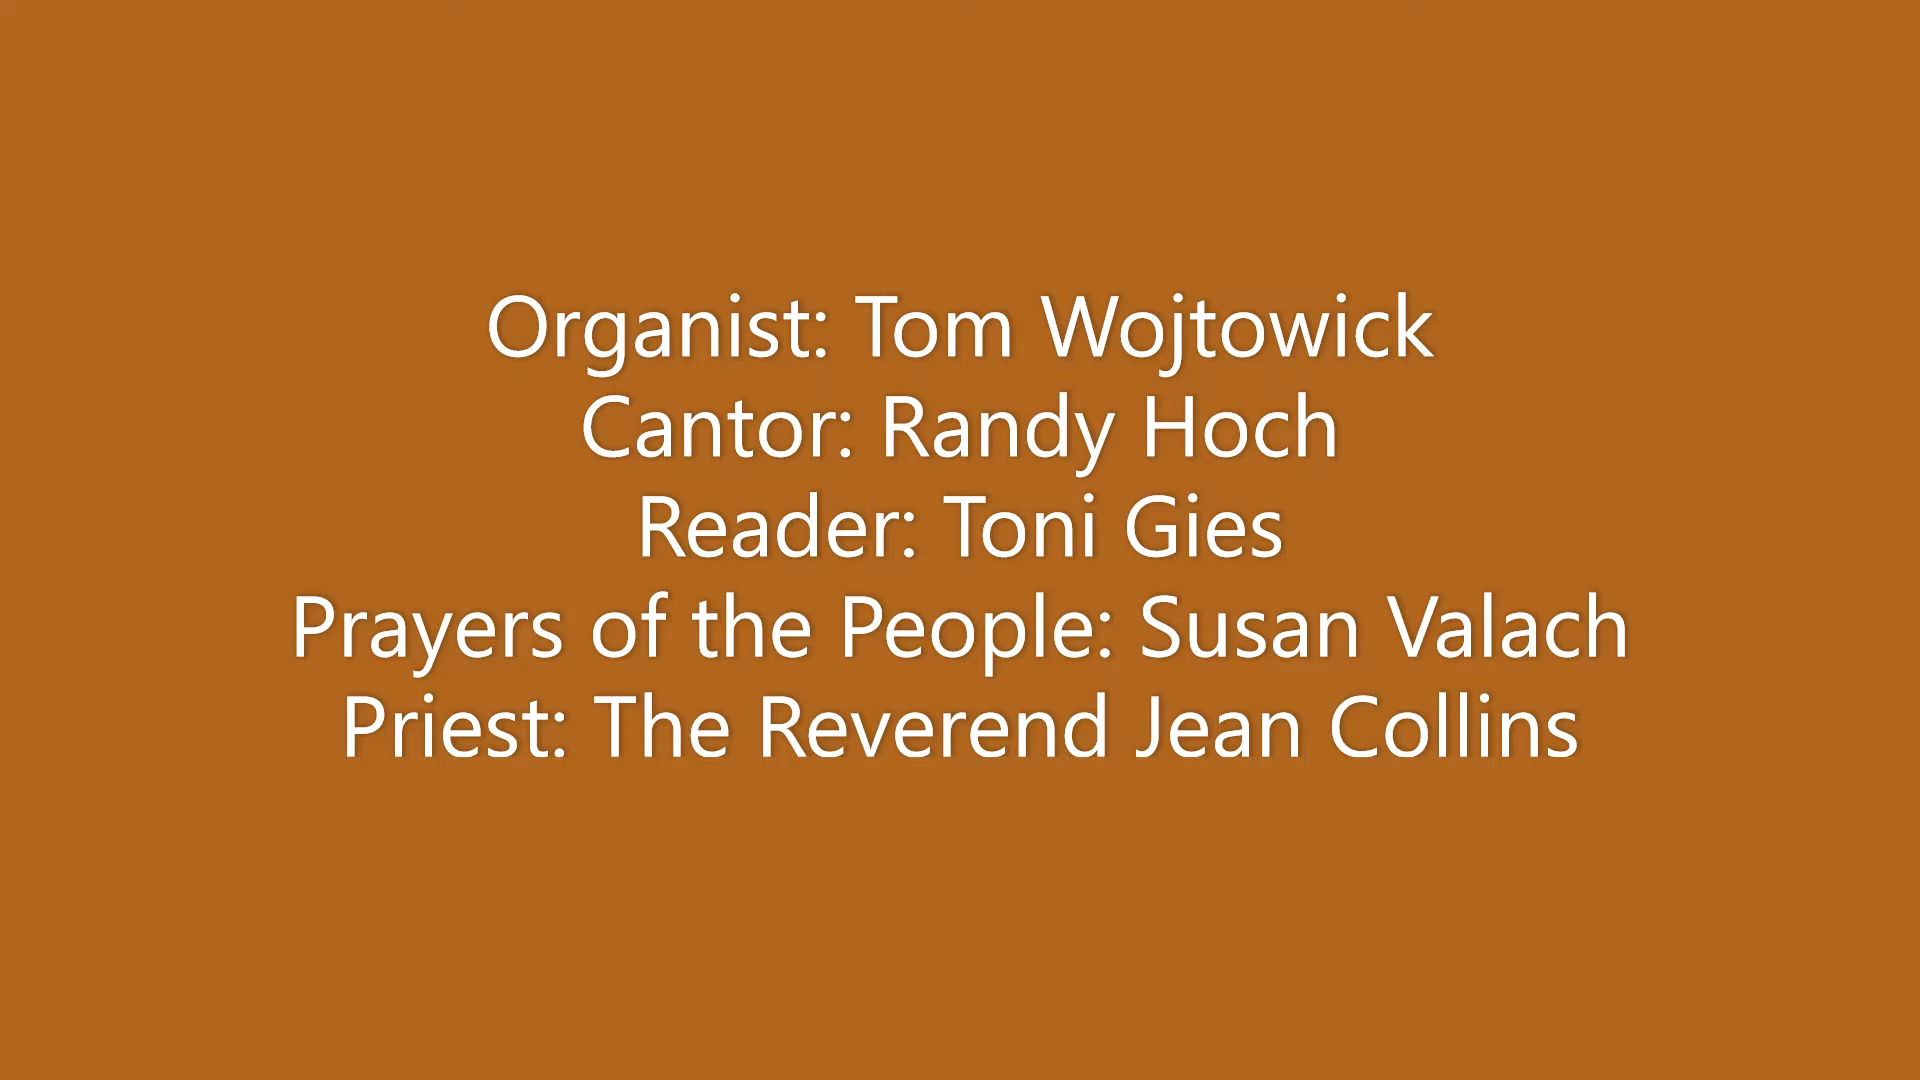 Organist: Tom Wojtowick
Cantor: Randy Hoch
Reader: Toni Gies
Prayers of the People: Susan Valach
Priest: The Reverend Jean Collins